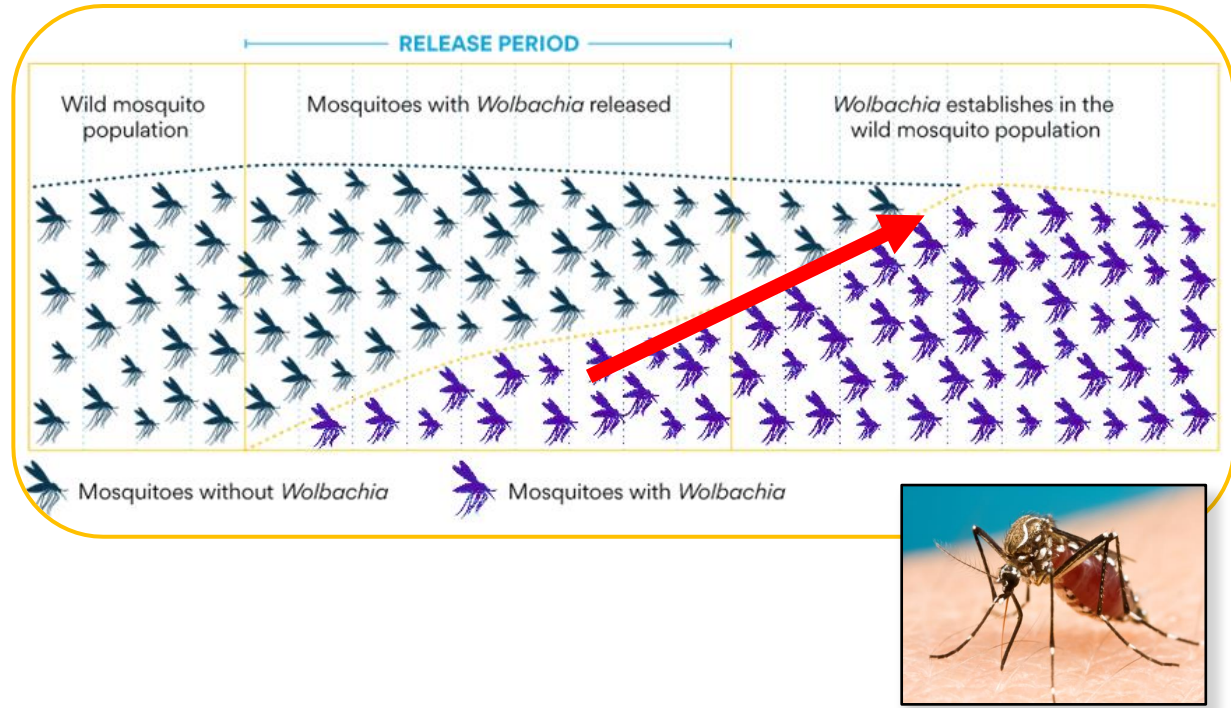 RELEASE PERIOD
Wild mosquito
population
Mosquitoes with Wolbachia released
Wolbachia establishes in the
wild mosquito population
Mosquitoes without Wolbachia
Mosquitoes with Wolbachia